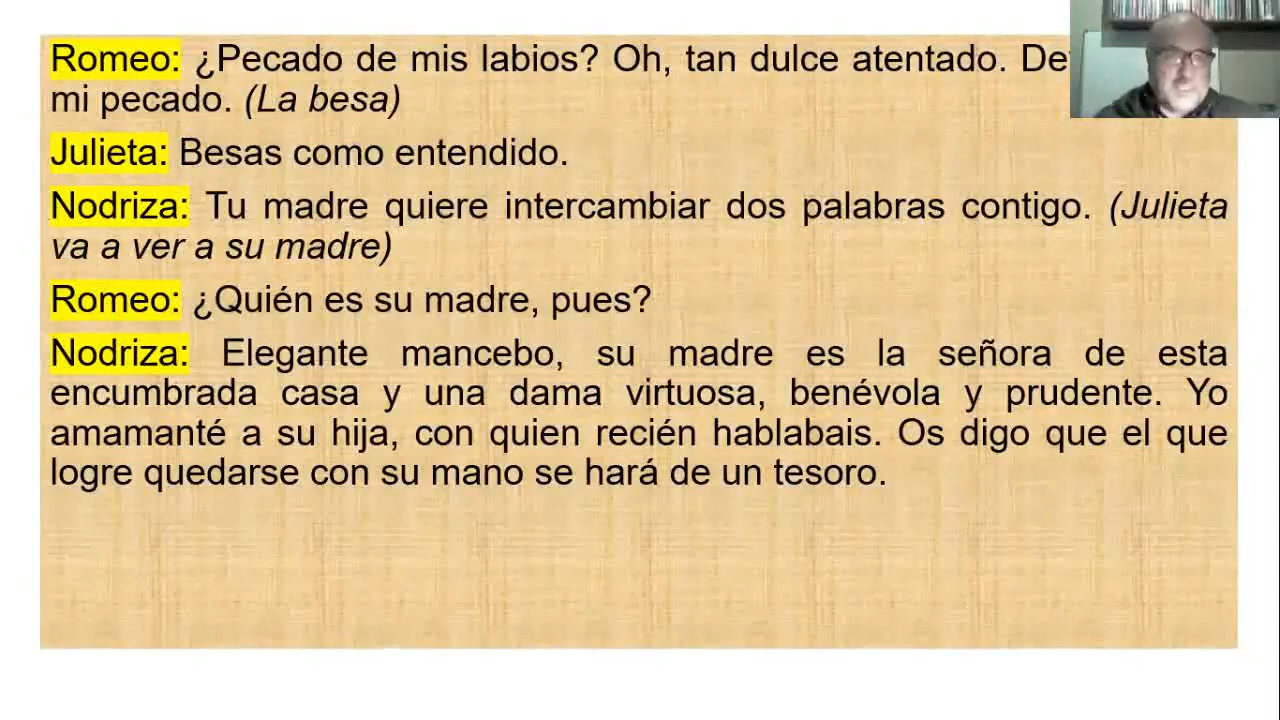 Romeo: ¿Pecado de mis labios? Oh, tan dulce atentado.
mi pecado. (La besa)
Julieta: Besas como entendido.
Nodriza: Tu madre quiere intercambiar dos palabras contigo. (Julieta
va a ver a su madre)
Romeo: ¿Quién es su madre, pues?
Nodriza: Elegante mancebo, su madre es la señora de esta
encumbrada casa y una dama virtuosa, benévola y prudente. Yo
amamanté a su hija, con quien recién hablabais. Os digo que el que
logre quedarse con su mano se hará de un tesoro.